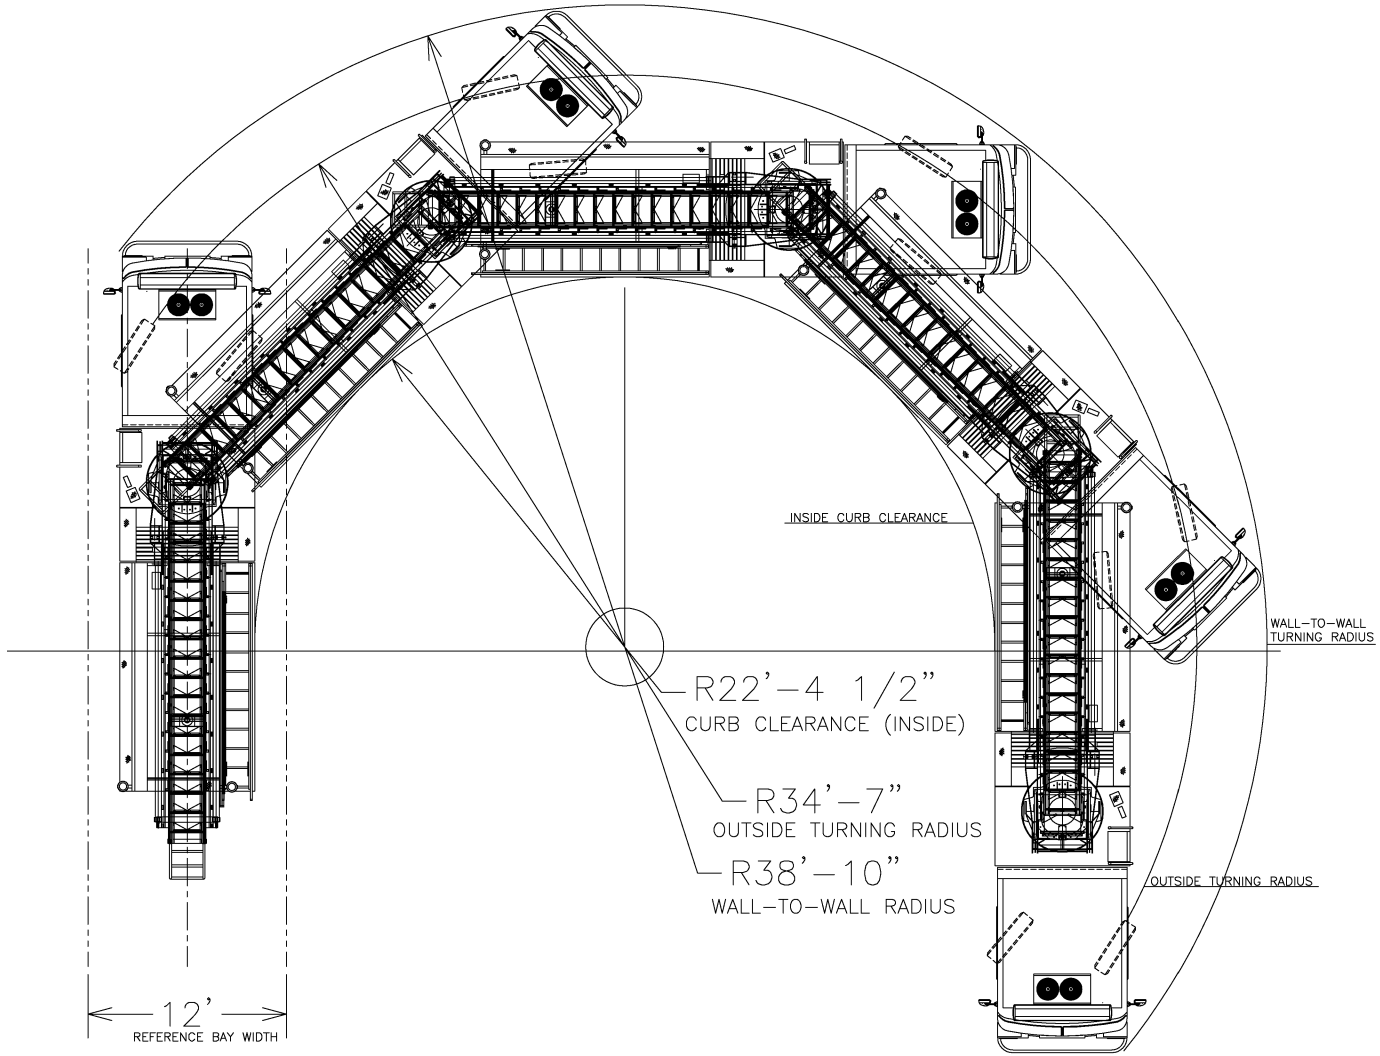 INSIDE CURB CLEARANCE
WALL-TO-WALL
TURNING RADIUS
R22'-4 1/2"
CURB CLEARANCE (INSIDE)
R34'-7"
OUTSIDE TURNING RADIUS
R38'-10"
WALL-TO-WALL RADIUS
OUTSIDE TURNING RADIUS
12'
REFERENCE BAY WIDTH